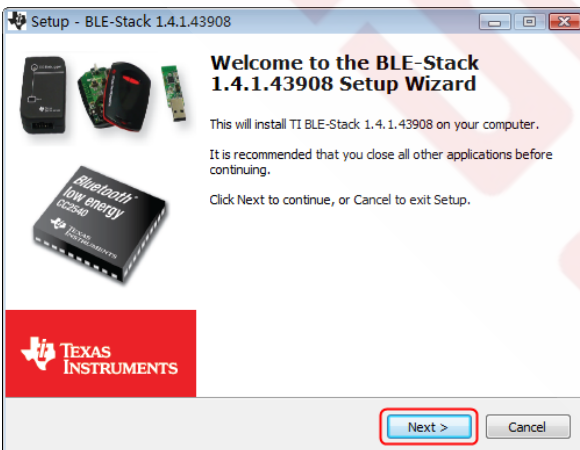 Setup - BLE-Stack 1.4.1.43908
Welcome to the BLE-Stack
1.4.1.43908 Setup Wizard
This will install TI BLE-Stack 1.4.1.43908 on your computer.
It is recommended that you close all other applications before
continuing.
Click Next to continue, or Cancel to exit Setup.
Bluetooth®
low energy
CC2540
TEXAS
INSTRUMENTS
TEXAS
INSTRUMENTS
Next >
Cancel